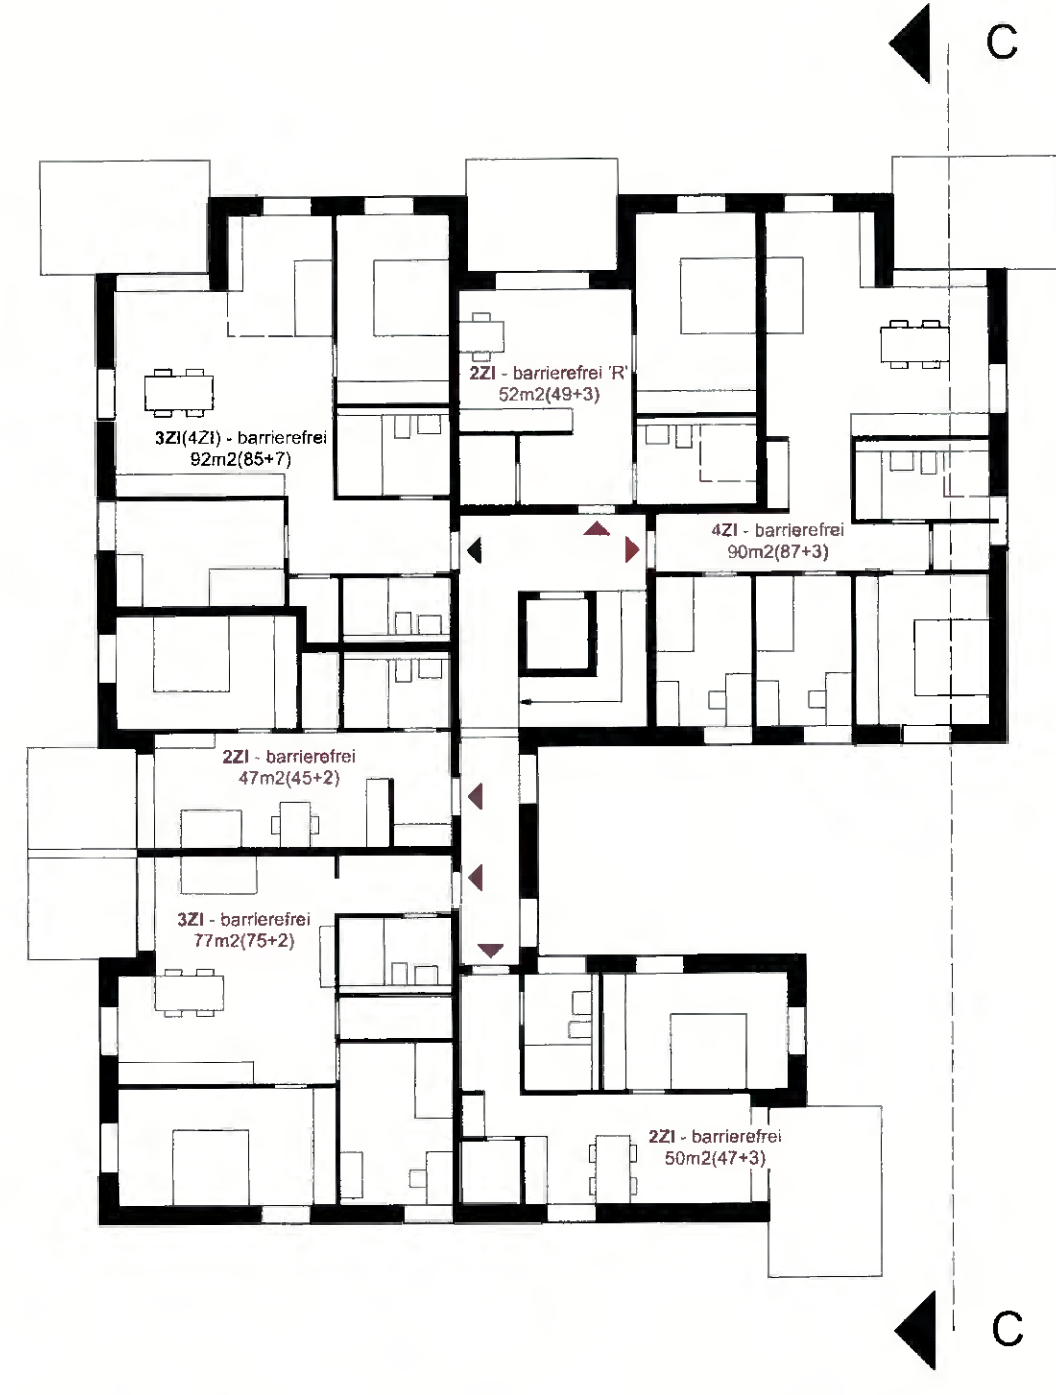 C
2ZI - barrierefrei 'R'
52m2(49+3)
3ZI(4ZI) - barrierefrei
92m2(85+7)
4ZI - barrierefrei
90m2(87+3)
2ZI - barrierefrei
47m2(45+2)
3ZI - barrierefrei
77m2(75+2)
2ZI - barrierefrei
50m2(47+3)
C